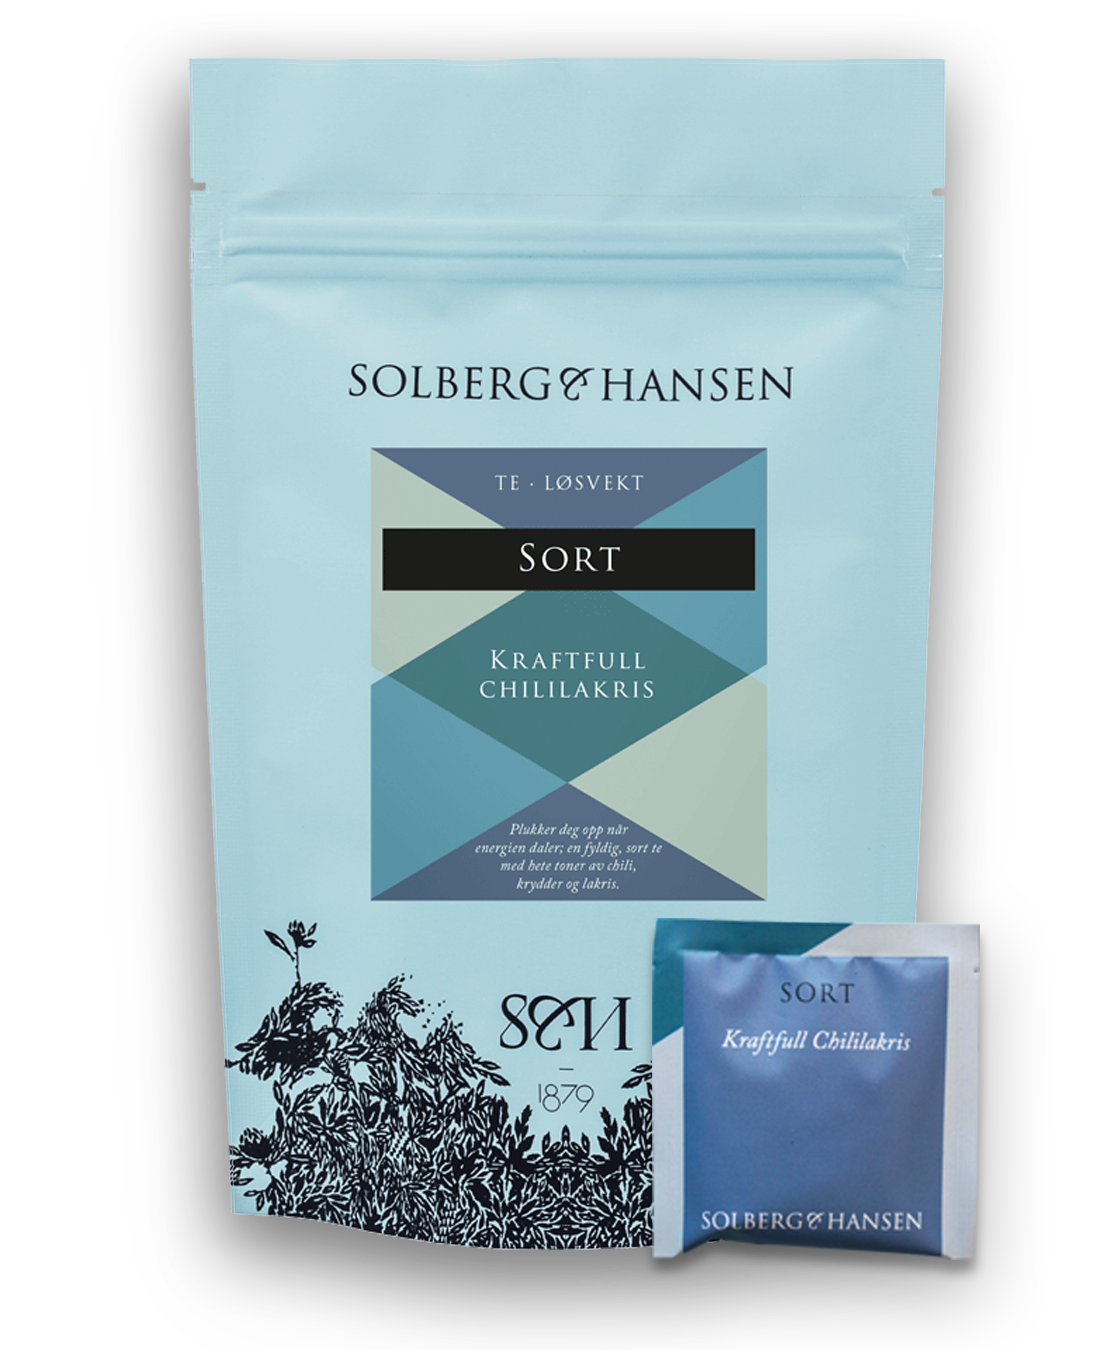 SOLBERG & HANSEN
TE · LØSVEKT
SORT
KRAFTFULL
CHILILAKRIS
Plukker deg opp når
energien daler; en fyldig, sort te
med hete toner av chili,
krydder og lakris.
S&H
1879
SORT
Kraftfull Chililakris
SOLBERG & HANSEN